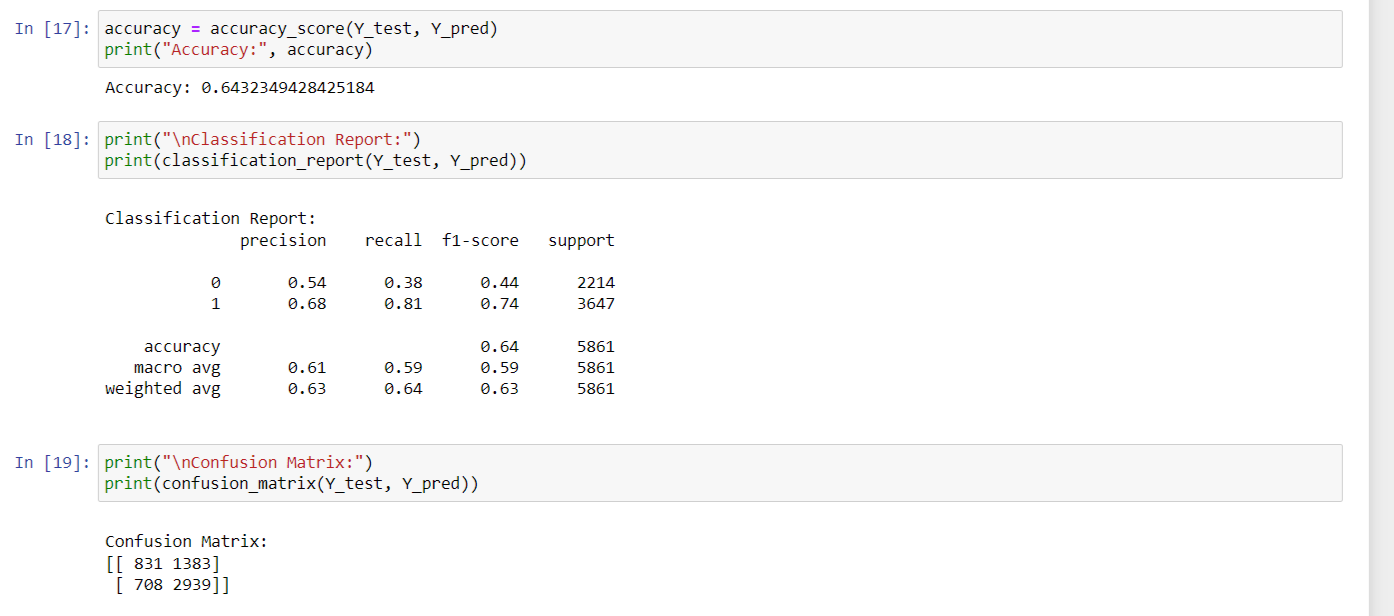 In [17]: accuracy = accuracy_score(Y_test, Y_pred)
print("Accuracy:", accuracy)
Accuracy: 0.6432349428425184
In [18]: print("\nClassification Report:")
print(classification_report(Y_test, Y_pred))
Classification Report:
precision recall f1-score support
0 0.54 0.38 0.44 2214
1 0.68 0.81 0.74 3647
accuracy 0.64 5861
macro avg 0.61 0.59 0.59 5861
weighted avg 0.63 0.64 0.63 5861
In [19]: print("\nConfusion Matrix:")
print(confusion_matrix(Y_test, Y_pred))
Confusion Matrix:
[[ 831 1383]
[ 708 2939]]